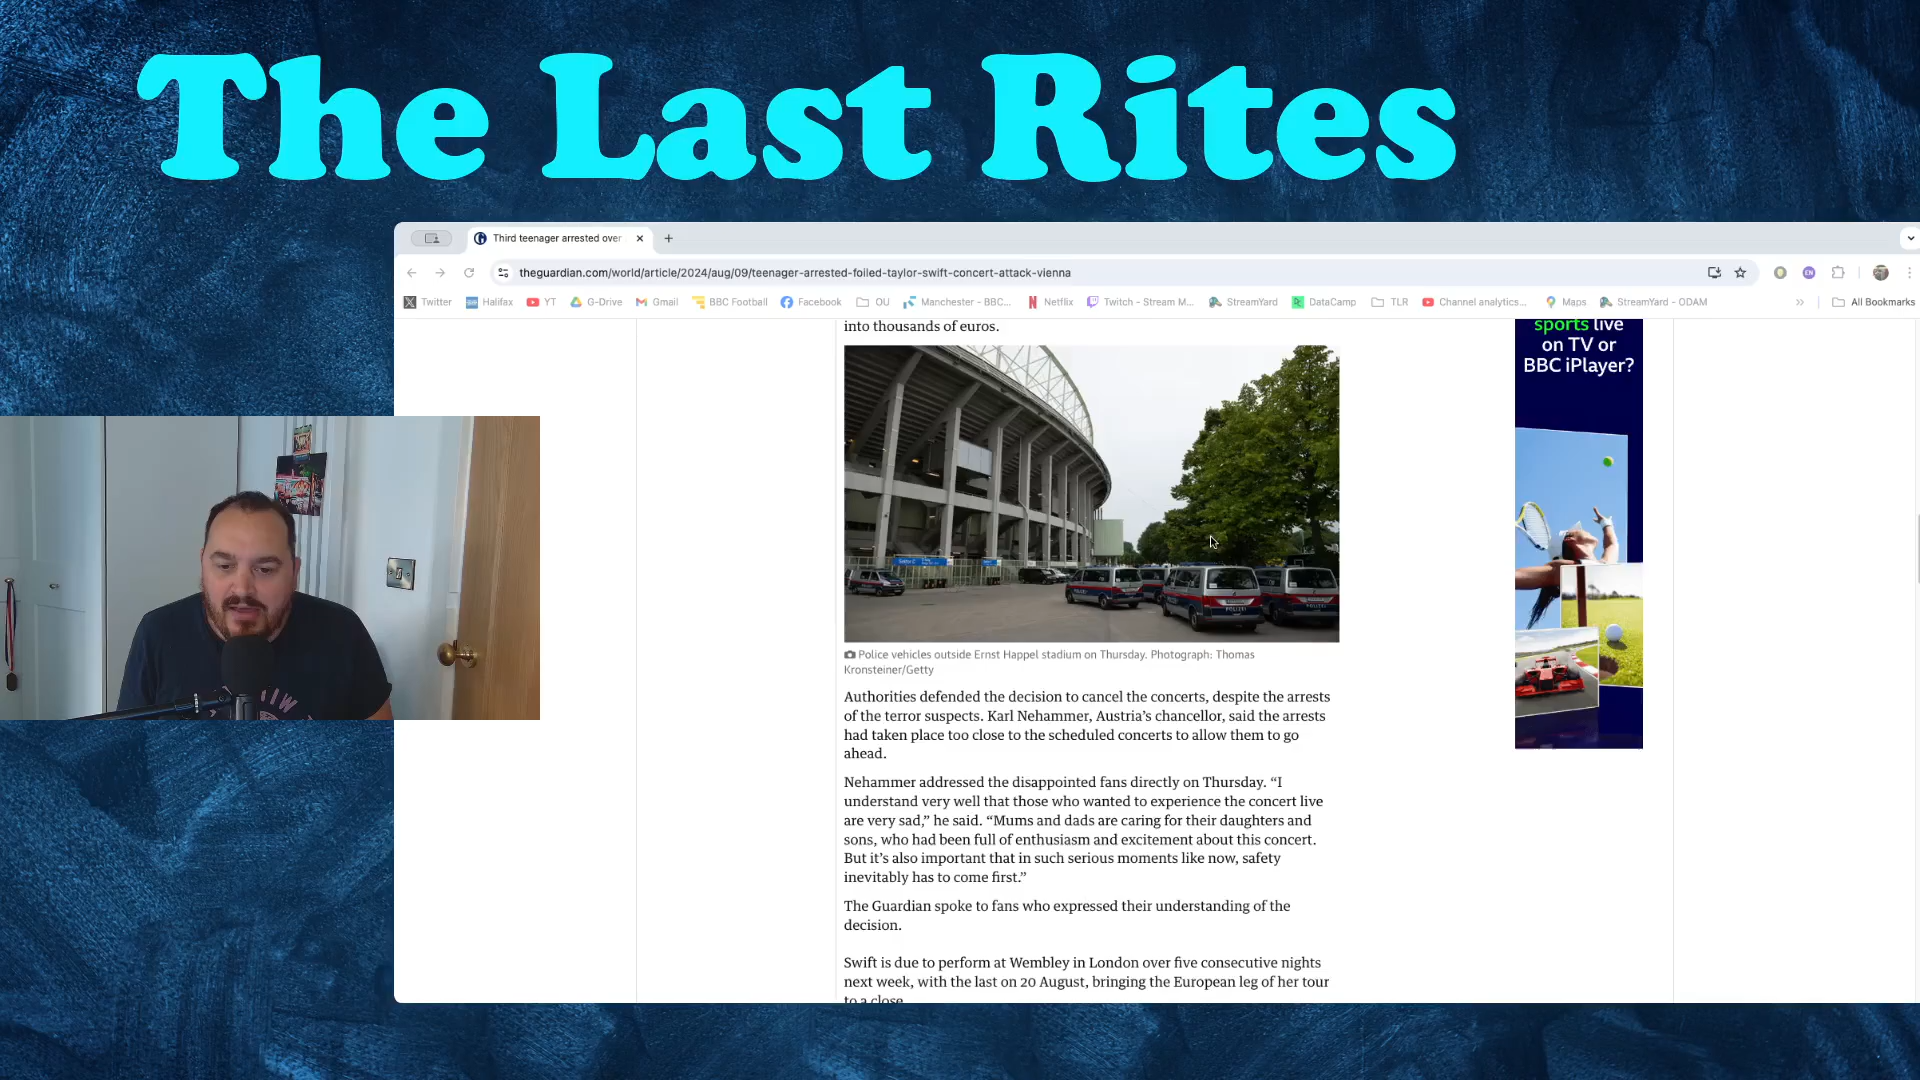 The Last Rites
Third teenager arrested over
theguardian.com/world/article/2024/aug/09/teenager-arrested-foiled-taylor-swift-concert-attack-vienna
Twitter Halifax YT G-Drive Gmail BBC Football Facebook OU Manchester - BBC... Netflix Twitch - Stream M... StreamYard DataCamp TLR Channel analytics... Maps StreamYard - ODAM » All Bookmarks
into thousands of euros.
sports live
on TV or
BBC iPlayer?
POLIZEI
Police vehicles outside Ernst Happel stadium on Thursday. Photograph: Thomas
Kronsteiner/Getty
Authorities defended the decision to cancel the concerts, despite the arrests
of the terror suspects. Karl Nehammer, Austria’s chancellor, said the arrests
had taken place too close to the scheduled concerts to allow them to go
ahead.
Nehammer addressed the disappointed fans directly on Thursday. “I
understand very well that those who wanted to experience the concert live
are very sad,” he said. “Mums and dads are caring for their daughters and
sons, who had been full of enthusiasm and excitement about this concert.
But it’s also important that in such serious moments like now, safety
inevitably has to come first.”
The Guardian spoke to fans who expressed their understanding of the
decision.
Swift is due to perform at Wembley in London over five consecutive nights
next week, with the last on 20 August, bringing the European leg of her tour
to a close.